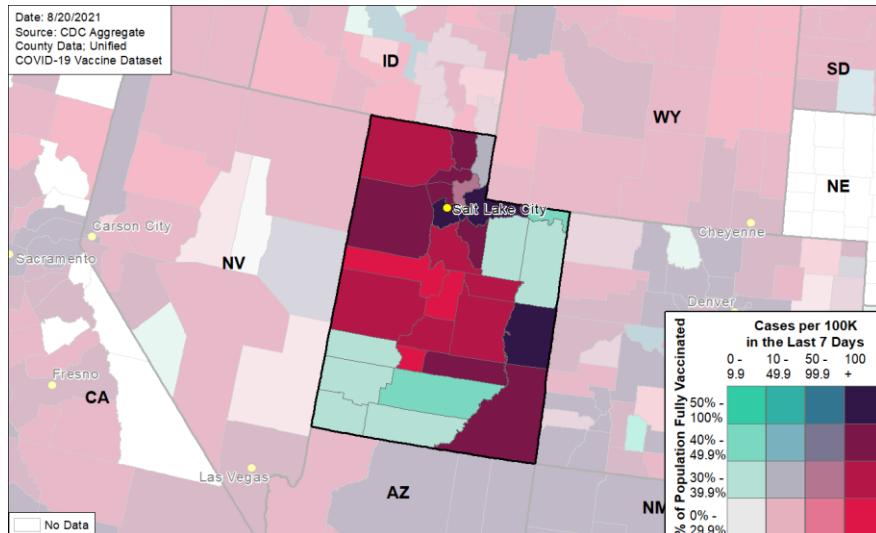 Date: 8/20/2021
Source: CDC Aggregate
County Data; Unified
COVID-19 Vaccine Dataset
ID
SD
WY
NE
Salt Lake City
Carson City
Cheyenne
Sacramento
NV
Denver
Fresno
CA
Las Vegas
AZ
NM
No Data
Cases per 100K
in the Last 7 Days
0 -
9.9
10 -
49.9
50 -
99.9
100
+
% of Population Fully Vaccinated
50% -
100%
40% -
49.9%
30% -
39.9%
0% -
29.9%